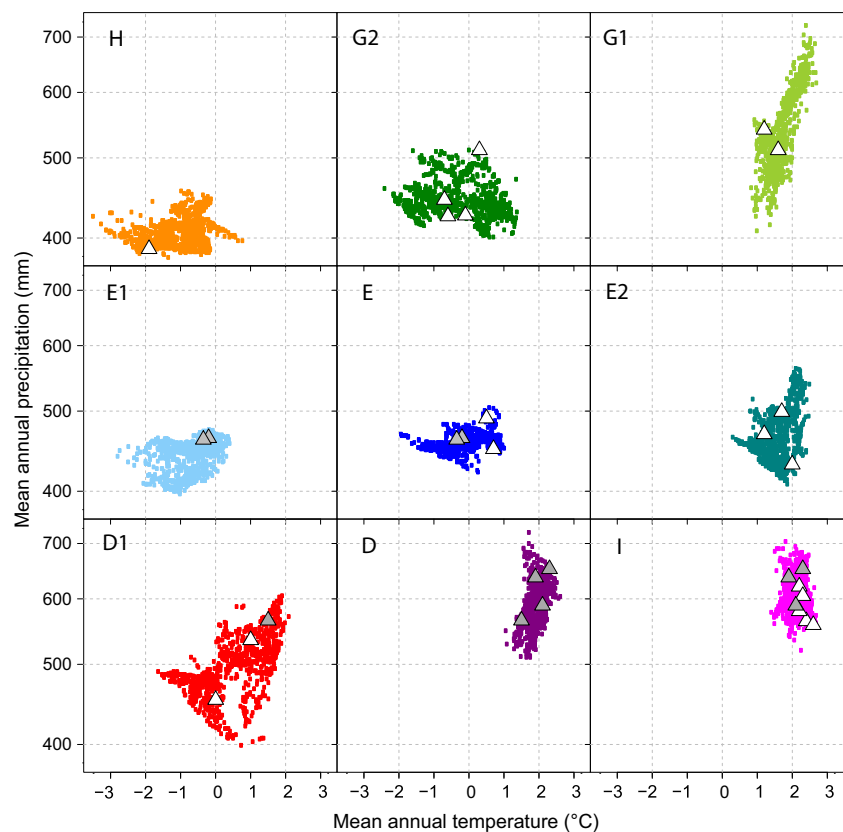 H G2 G1
700
600
500
400
E1 E E2
700
600
500
400
D1 D I
700
600
500
400
−3 −2 −1 0 1 2 3 −3 −2 −1 0 1 2 3 −3 −2 −1 0 1 2 3
Mean annual temperature (°C)
Mean annual precipitation (mm)